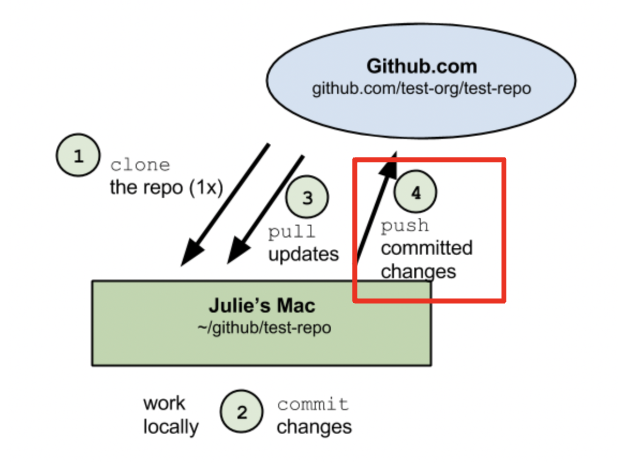 Github.com
github.com/test-org/test-repo
1
clone
the repo (1x)
3
pull
updates
4
push
committed
changes
Julie's Mac
~/github/test-repo
work
locally
2
commit
changes